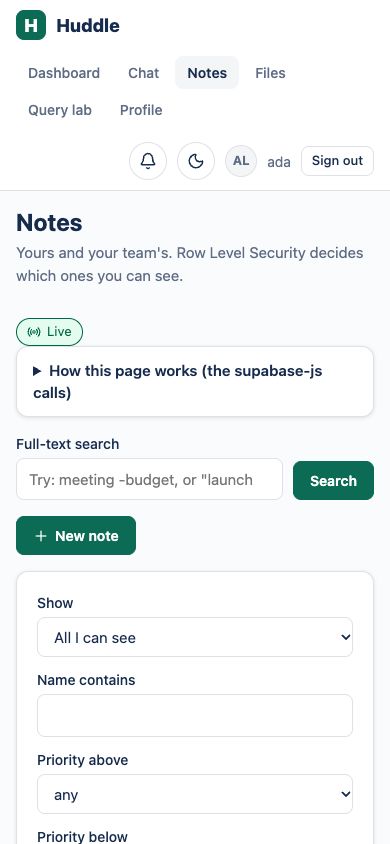 H Huddle
Dashboard Chat Notes Files
Query lab Profile
AL ada Sign out
Notes
Yours and your team's. Row Level Security decides
which ones you can see.
Live
How this page works (the supabase-js
calls)
Full-text search
Try: meeting -budget, or "launch
Search
+ New note
Show
All I can see
Name contains
Priority above
any
Priority below